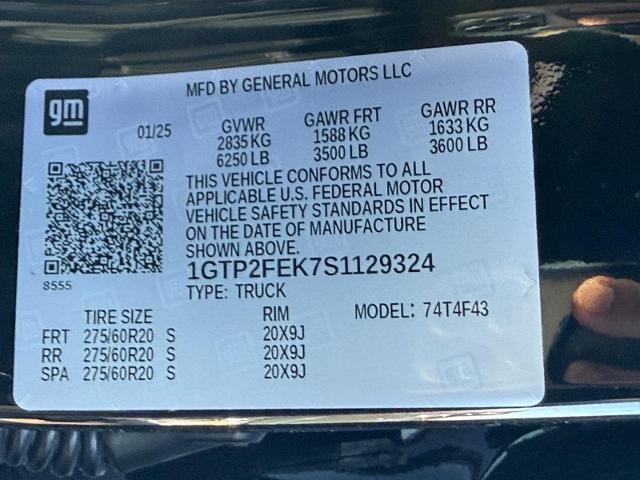 MFD BY GENERAL MOTORS LLC
gm
01/25
GVWR GAWR FRT GAWR RR
2835 KG 1588 KG 1633 KG
6250 LB 3500 LB 3600 LB
THIS VEHICLE CONFORMS TO ALL
APPLICABLE U.S. FEDERAL MOTOR
VEHICLE SAFETY STANDARDS IN EFFECT
ON THE DATE OF MANUFACTURE
SHOWN ABOVE.
1GTP2FEK7S1129324
8555
TYPE: TRUCK
TIRE SIZE RIM MODEL: 74T4F43
FRT 275/60R20 S 20X9J
RR 275/60R20 S 20X9J
SPA 275/60R20 S 20X9J